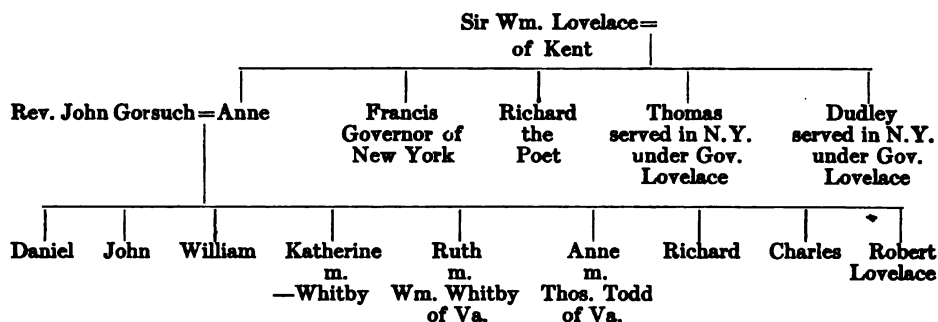 Sir Wm. Lovelace=
of Kent
Rev. John Gorsuch=Anne Francis Richard Thomas Dudley
Governor of the served in N.Y. served in N.Y.
New York Poet under Gov. under Gov.
Lovelace Lovelace
Daniel John William Katherine Ruth Anne Richard Charles Robert
m. m. m. Lovelace
—Whitby Wm. Whitby Thos. Todd
of Va. of Va.